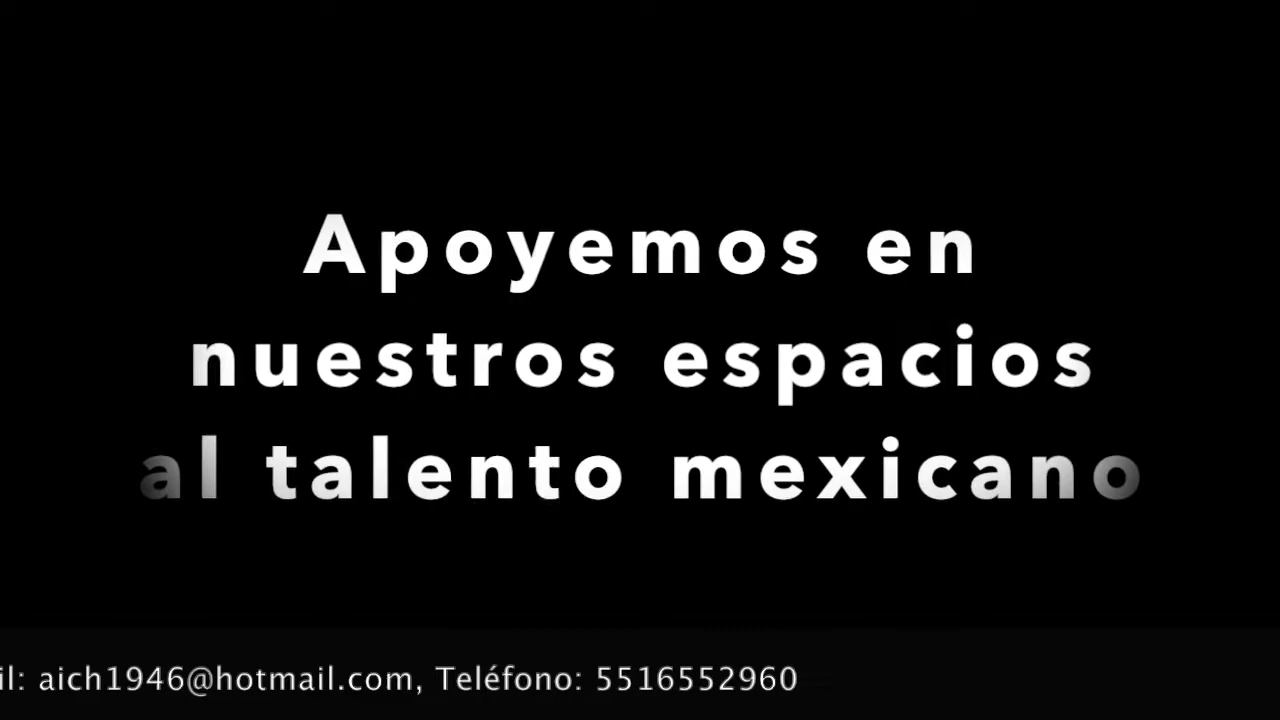 Apoyemos en
nuestros espacios
al talento mexicano
il: aich1946@hotmail.com, Teléfono: 5516552960